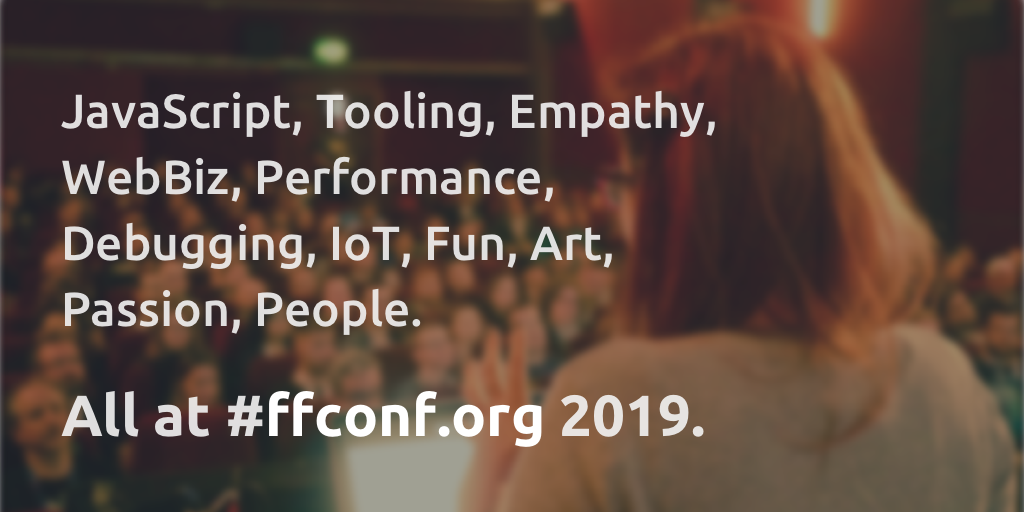 JavaScript, Tooling, Empathy,
WebBiz, Performance,
Debugging, IoT, Fun, Art,
Passion, People.
All at #ffconf.org 2019.